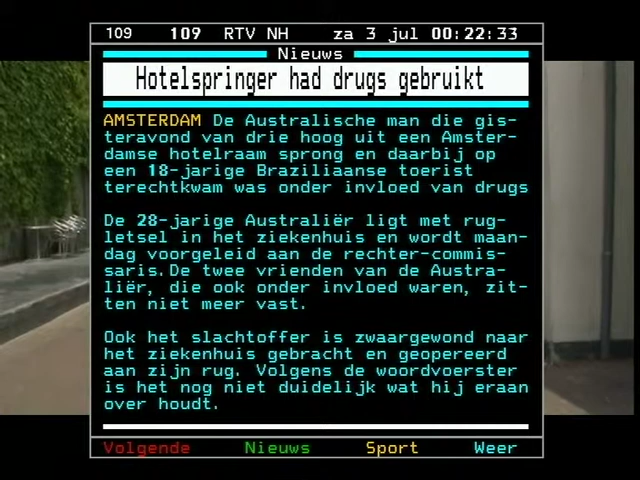 109 109 RTV NH za 3 jul 00:22:33
Nieuws
Hotelspringer had drugs gebruikt
AMSTERDAM De Australische man die gis-
teravond van drie hoog uit een Amster-
damse hotelraam sprong en daarbij op
een 18-jarige Braziliaanse toerist
terechtkwam was onder invloed van drugs
De 28-jarige Australiër ligt met rug-
letsel in het ziekenhuis en wordt maan-
dag voorgeleid aan de rechter-commis-
saris.De twee vrienden van de Austra-
liër, die ook onder invloed waren, zit-
ten niet meer vast.
Ook het slachtoffer is zwaargewond naar
het ziekenhuis gebracht en geopereerd
aan zijn rug. Volgens de woordvoerster
is het nog niet duidelijk wat hij eraan
over houdt.
Volgende Nieuws Sport Weer